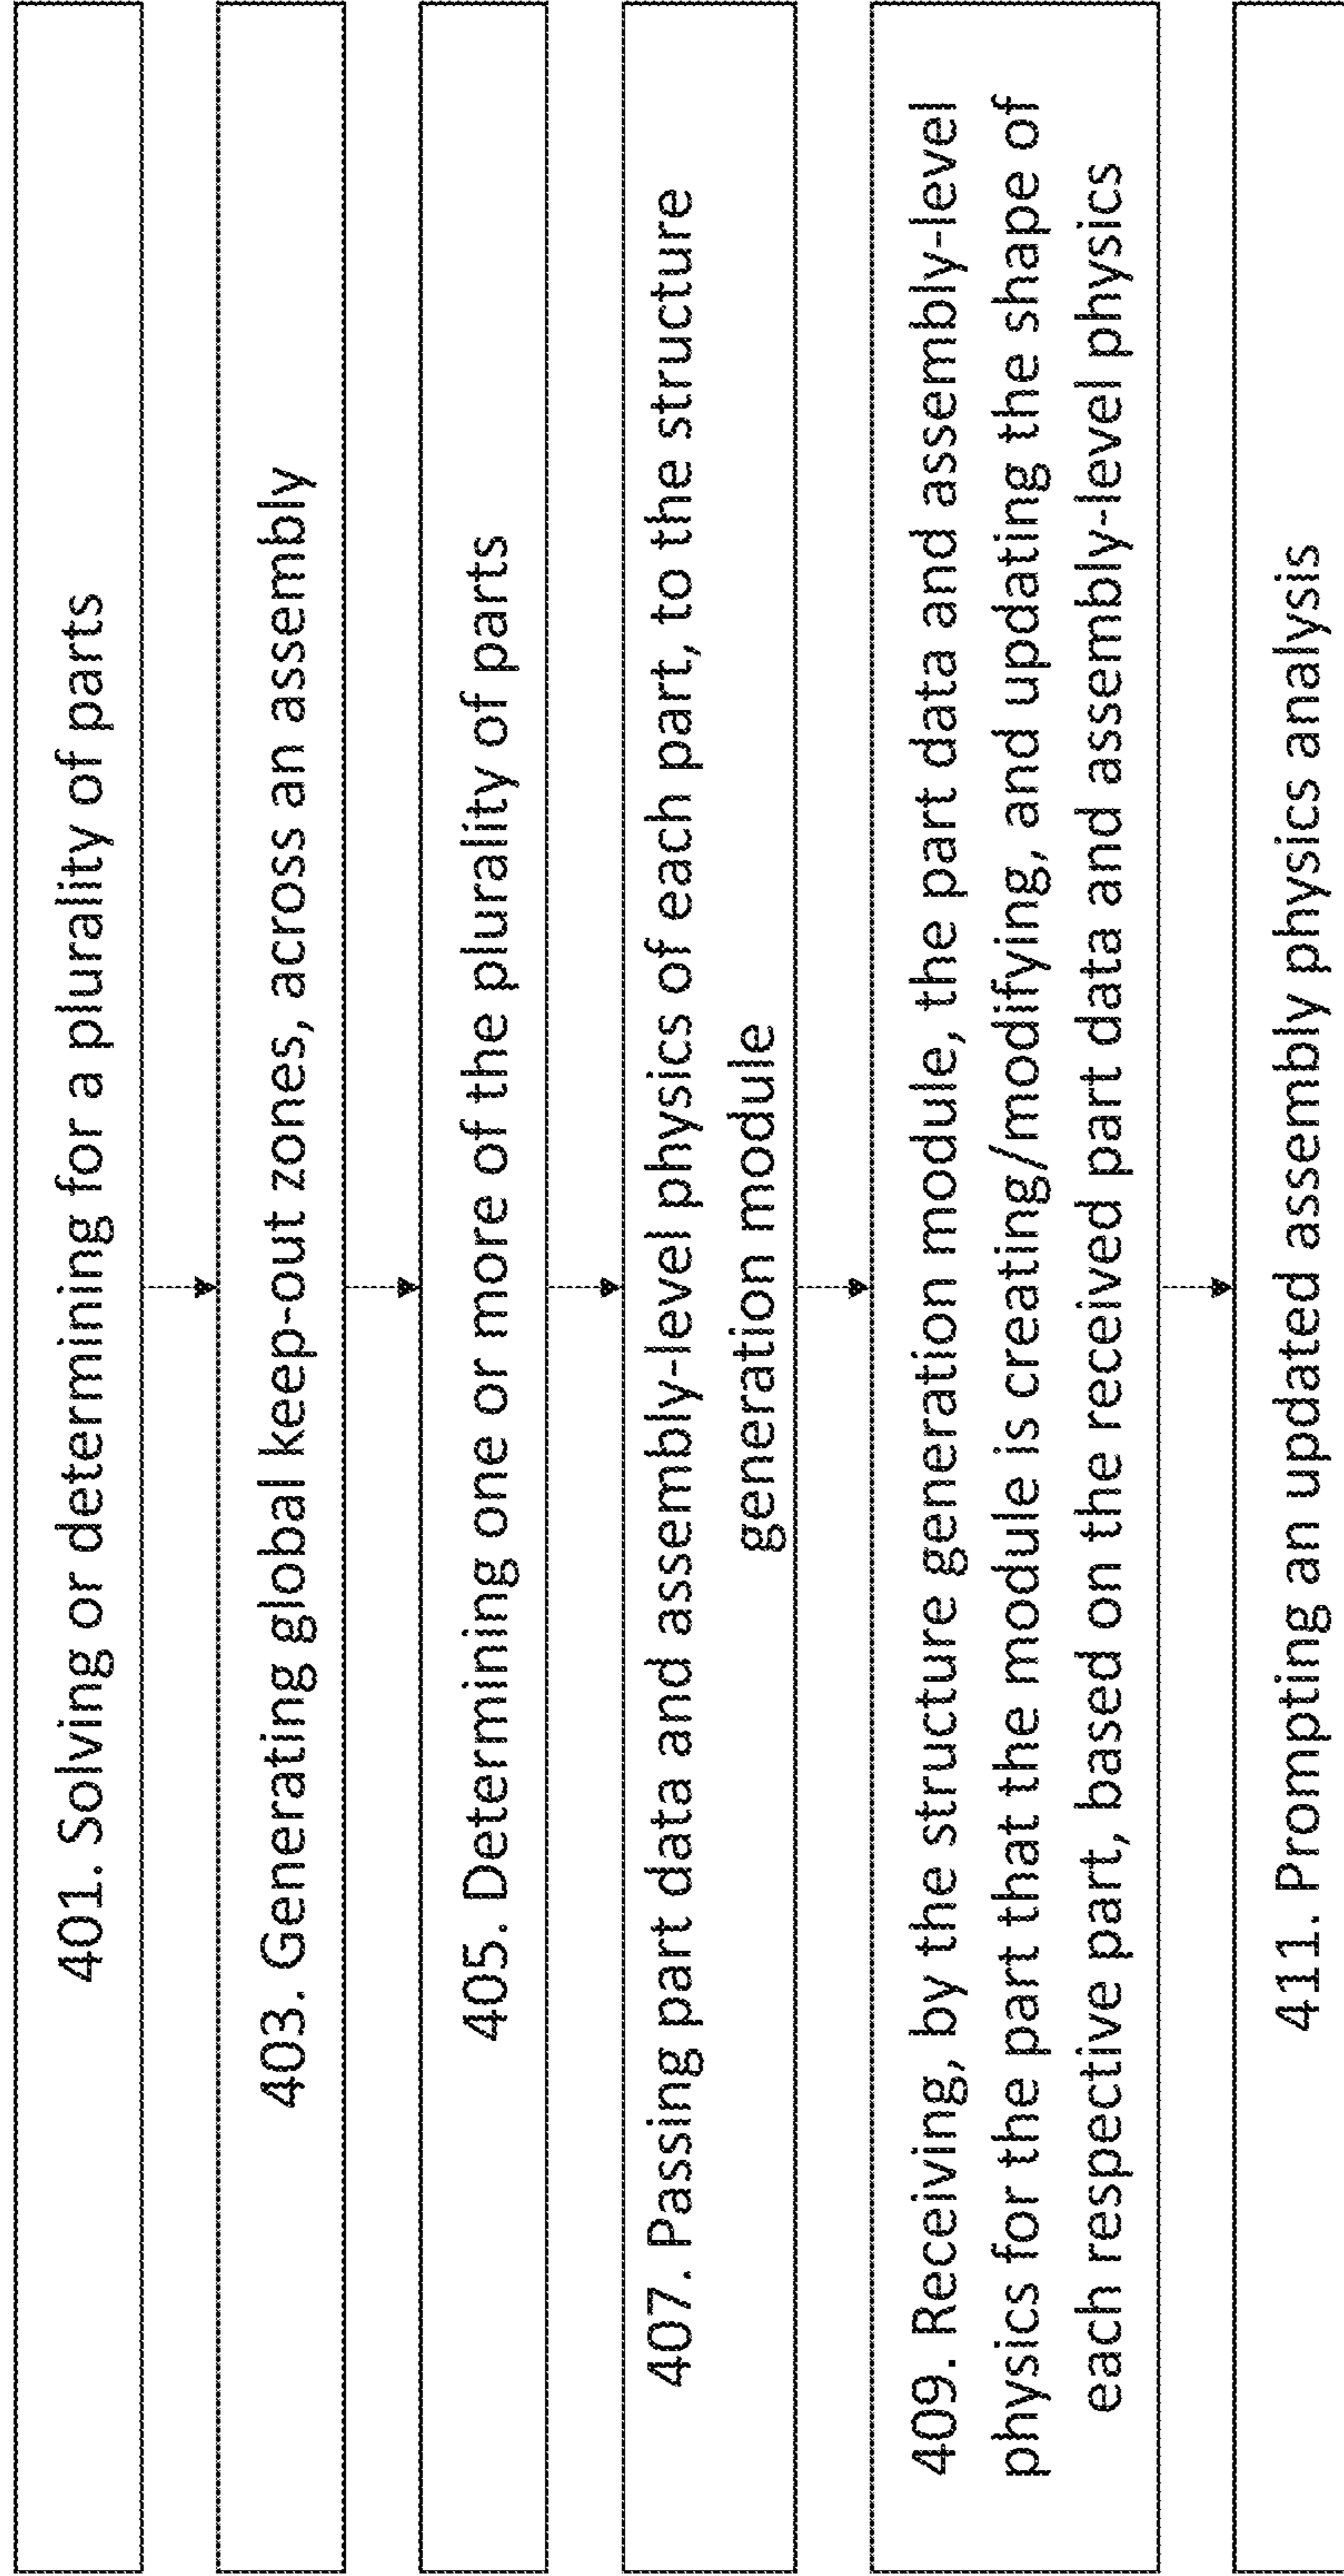 401. Solving or determining for a plurality of parts
403. Generating global keep-out zones, across an assembly
405. Determining one or more of the plurality of parts
407. Passing part data and assembly-level physics of each part, to the structure
generation module
409. Receiving, by the structure generation module, the part data and assembly-level
physics for the part that the module is creating/modifying, and updating the shape of
each respective part, based on the received part data and assembly-level physics
411. Prompting an updated assembly physics analysis